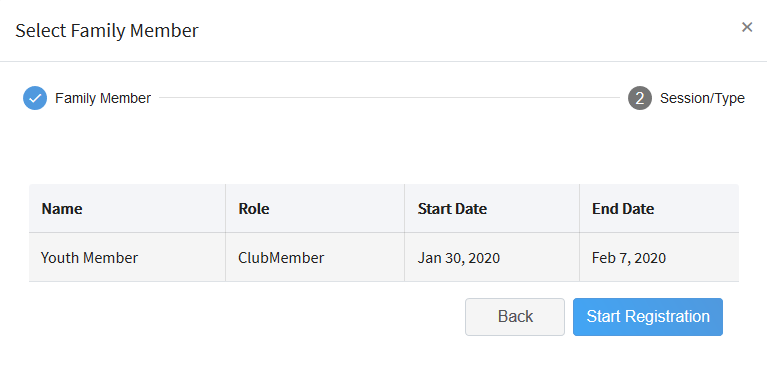 Select Family Member ×
Family Member 2 Session/Type
Name Role Start Date End Date
Youth Member ClubMember Jan 30, 2020 Feb 7, 2020
Back Start Registration